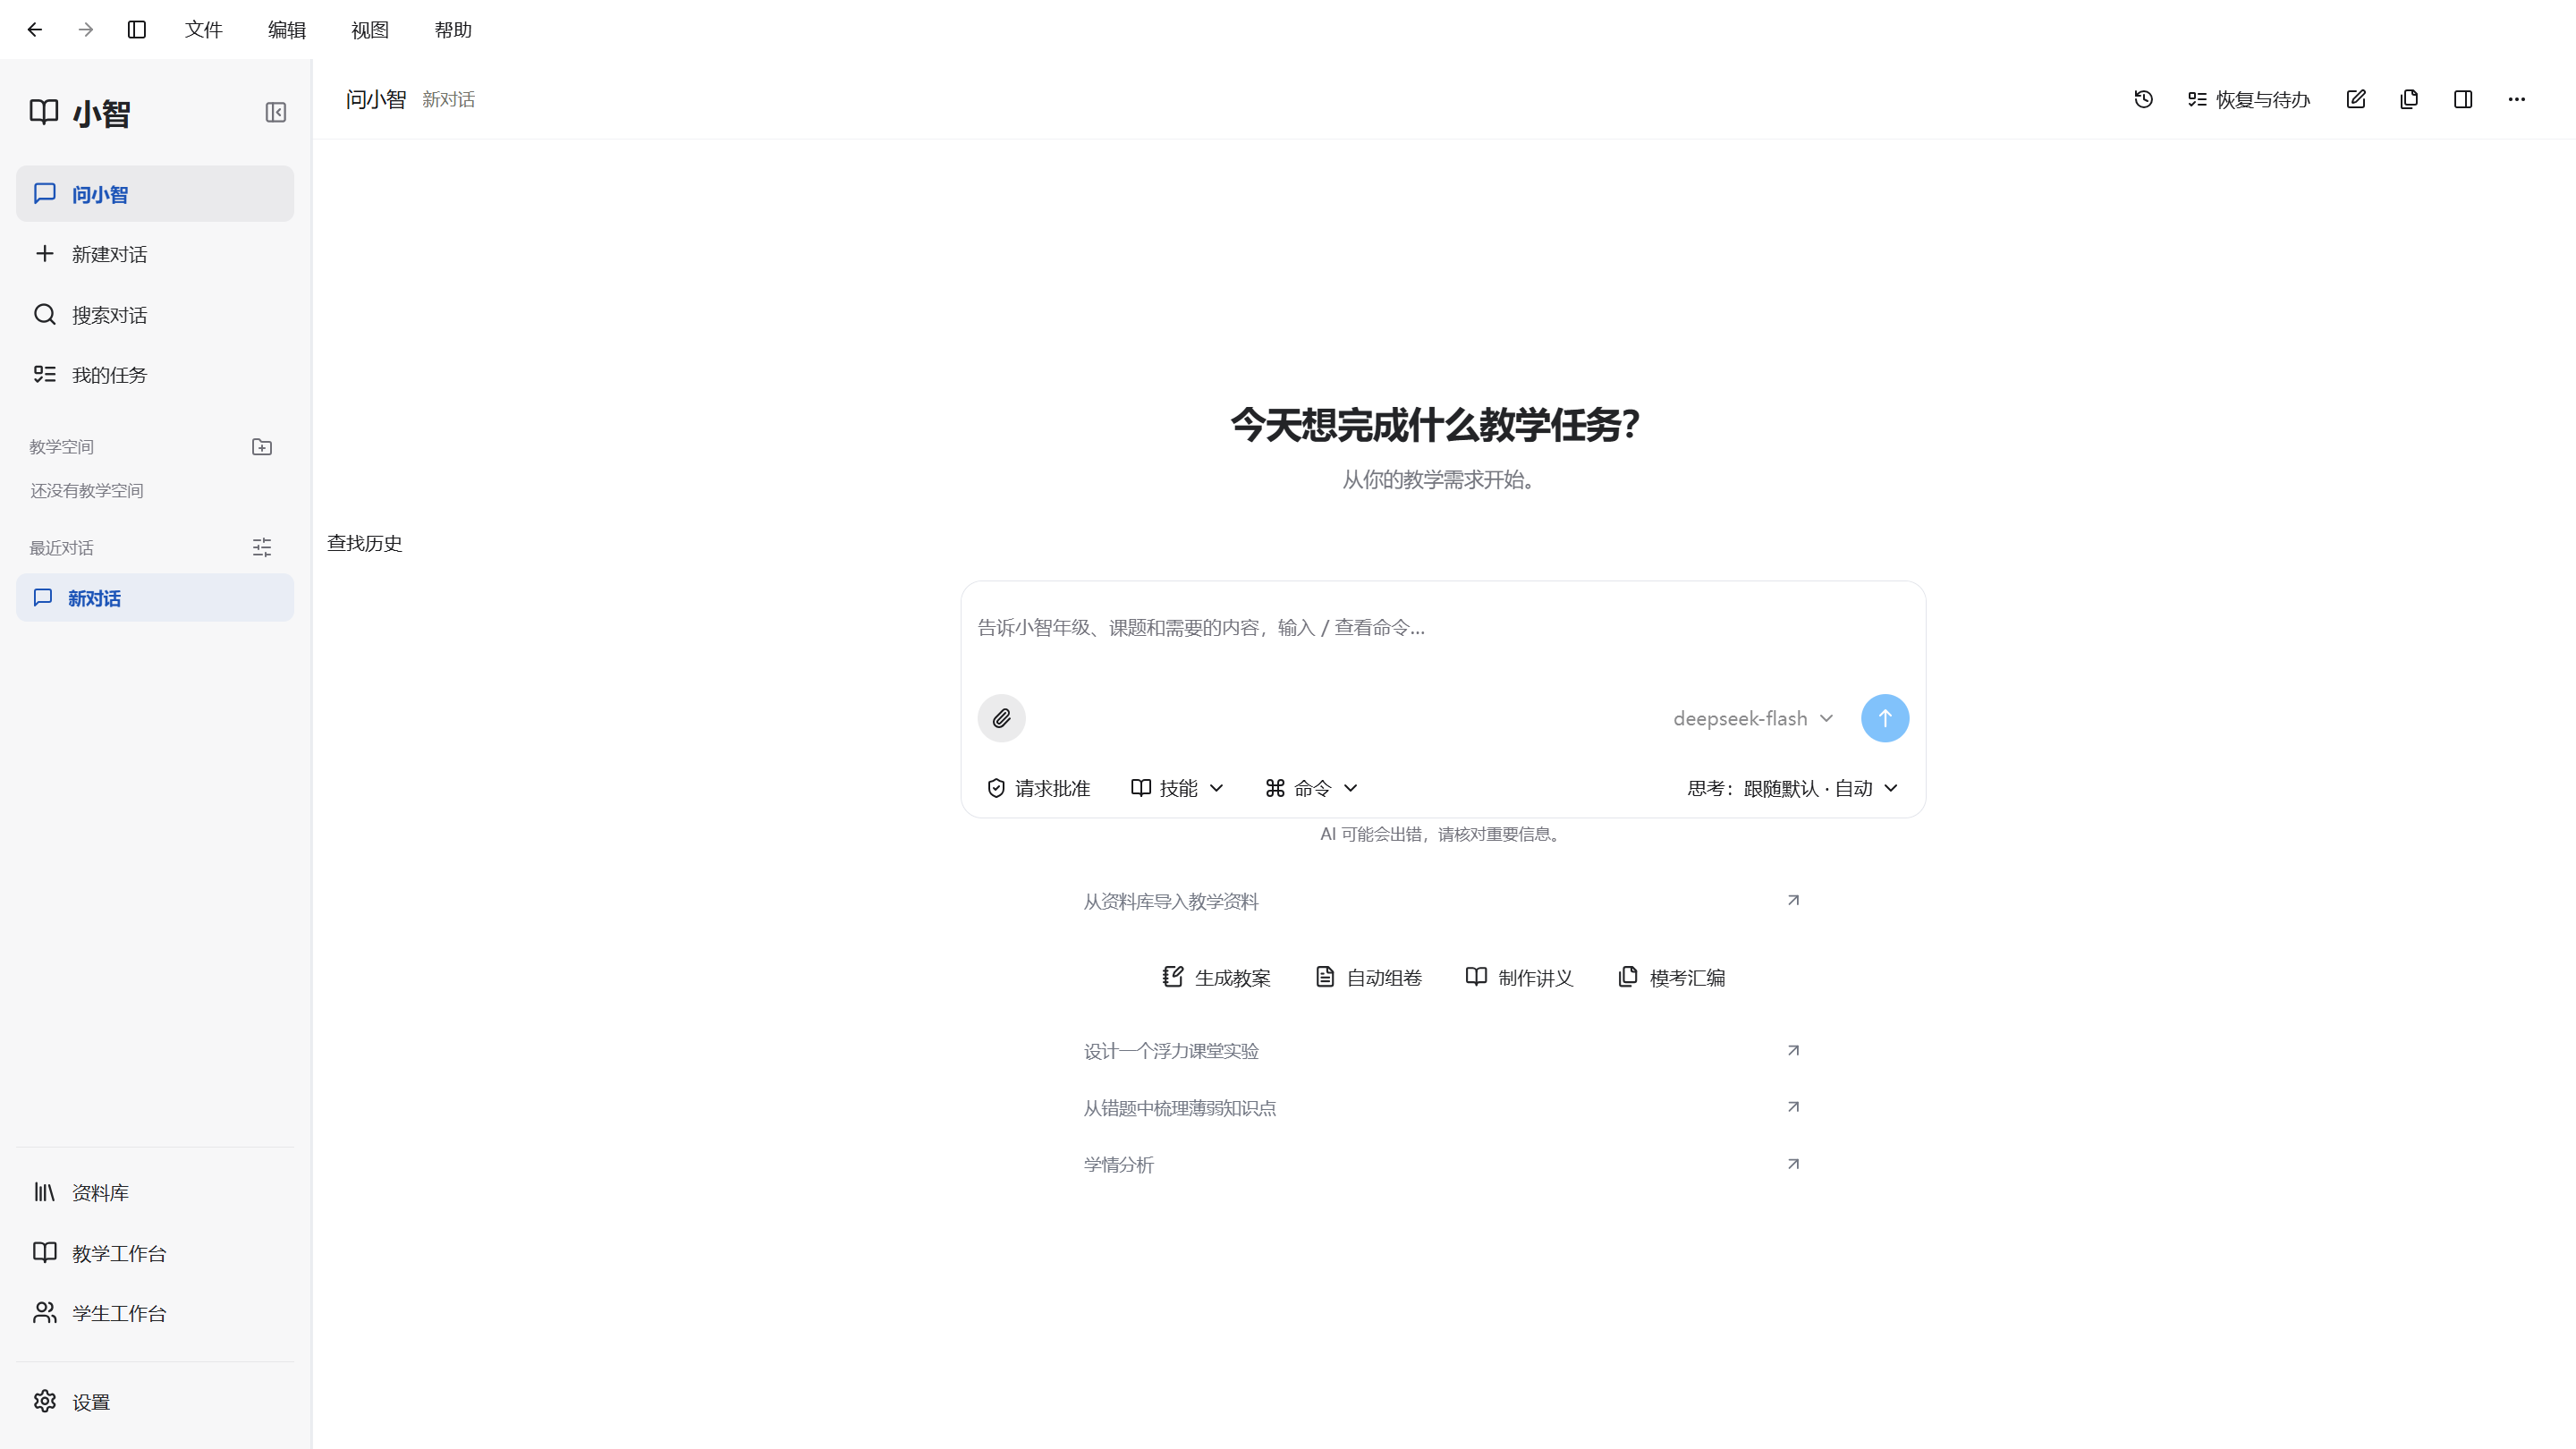 文件 编辑 视图 帮助
小智
问小智 新对话
恢复与待办
问小智
新建对话
搜索对话
我的任务
教学空间
还没有教学空间
最近对话
新对话
今天想完成什么教学任务?
从你的教学需求开始。
查找历史
告诉小智年级、课题和需要的内容，输入 / 查看命令...
deepseek-flash
请求批准 技能 命令 思考：跟随默认 · 自动
AI 可能会出错，请核对重要信息。
从资料库导入教学资料
生成教案 自动组卷 制作讲义 模考汇编
设计一个浮力课堂实验
从错题中梳理薄弱知识点
学情分析
资料库
教学工作台
学生工作台
设置